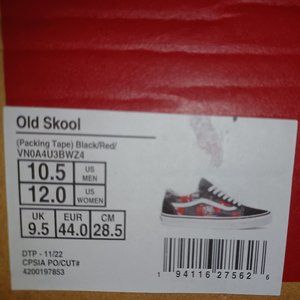 Old Skool
(Packing Tape) Black/Red/
VN0A4U3BWZ4
10.5 US MEN
12.0 US WOMEN
UK EUR CM
9.5 44.0 28.5
DTP - 11/22
CPSIA PO/CUT#
4200197853
1 94116 27562 6